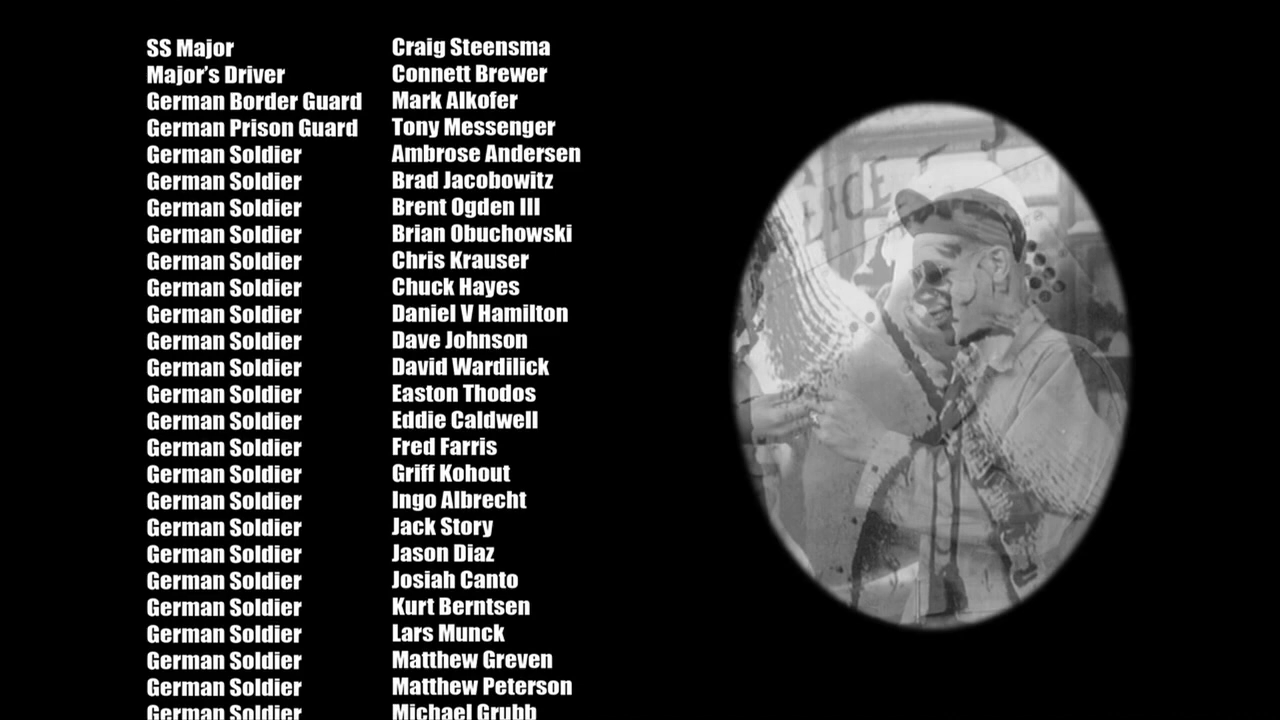 SS Major Craig Steensma
Major's Driver Connett Brewer
German Border Guard Mark Alkofer
German Prison Guard Tony Messenger
German Soldier Ambrose Andersen
German Soldier Brad Jacobowitz
German Soldier Brent Ogden III
German Soldier Brian Obuchowski
German Soldier Chris Krauser
German Soldier Chuck Hayes
German Soldier Daniel V Hamilton
German Soldier Dave Johnson
German Soldier David Wardilick
German Soldier Easton Thodos
German Soldier Eddie Caldwell
German Soldier Fred Farris
German Soldier Griff Kohout
German Soldier Ingo Albrecht
German Soldier Jack Story
German Soldier Jason Diaz
German Soldier Josiah Canto
German Soldier Kurt Berntsen
German Soldier Lars Munck
German Soldier Matthew Greven
German Soldier Matthew Peterson
German Soldier Michael Grubb